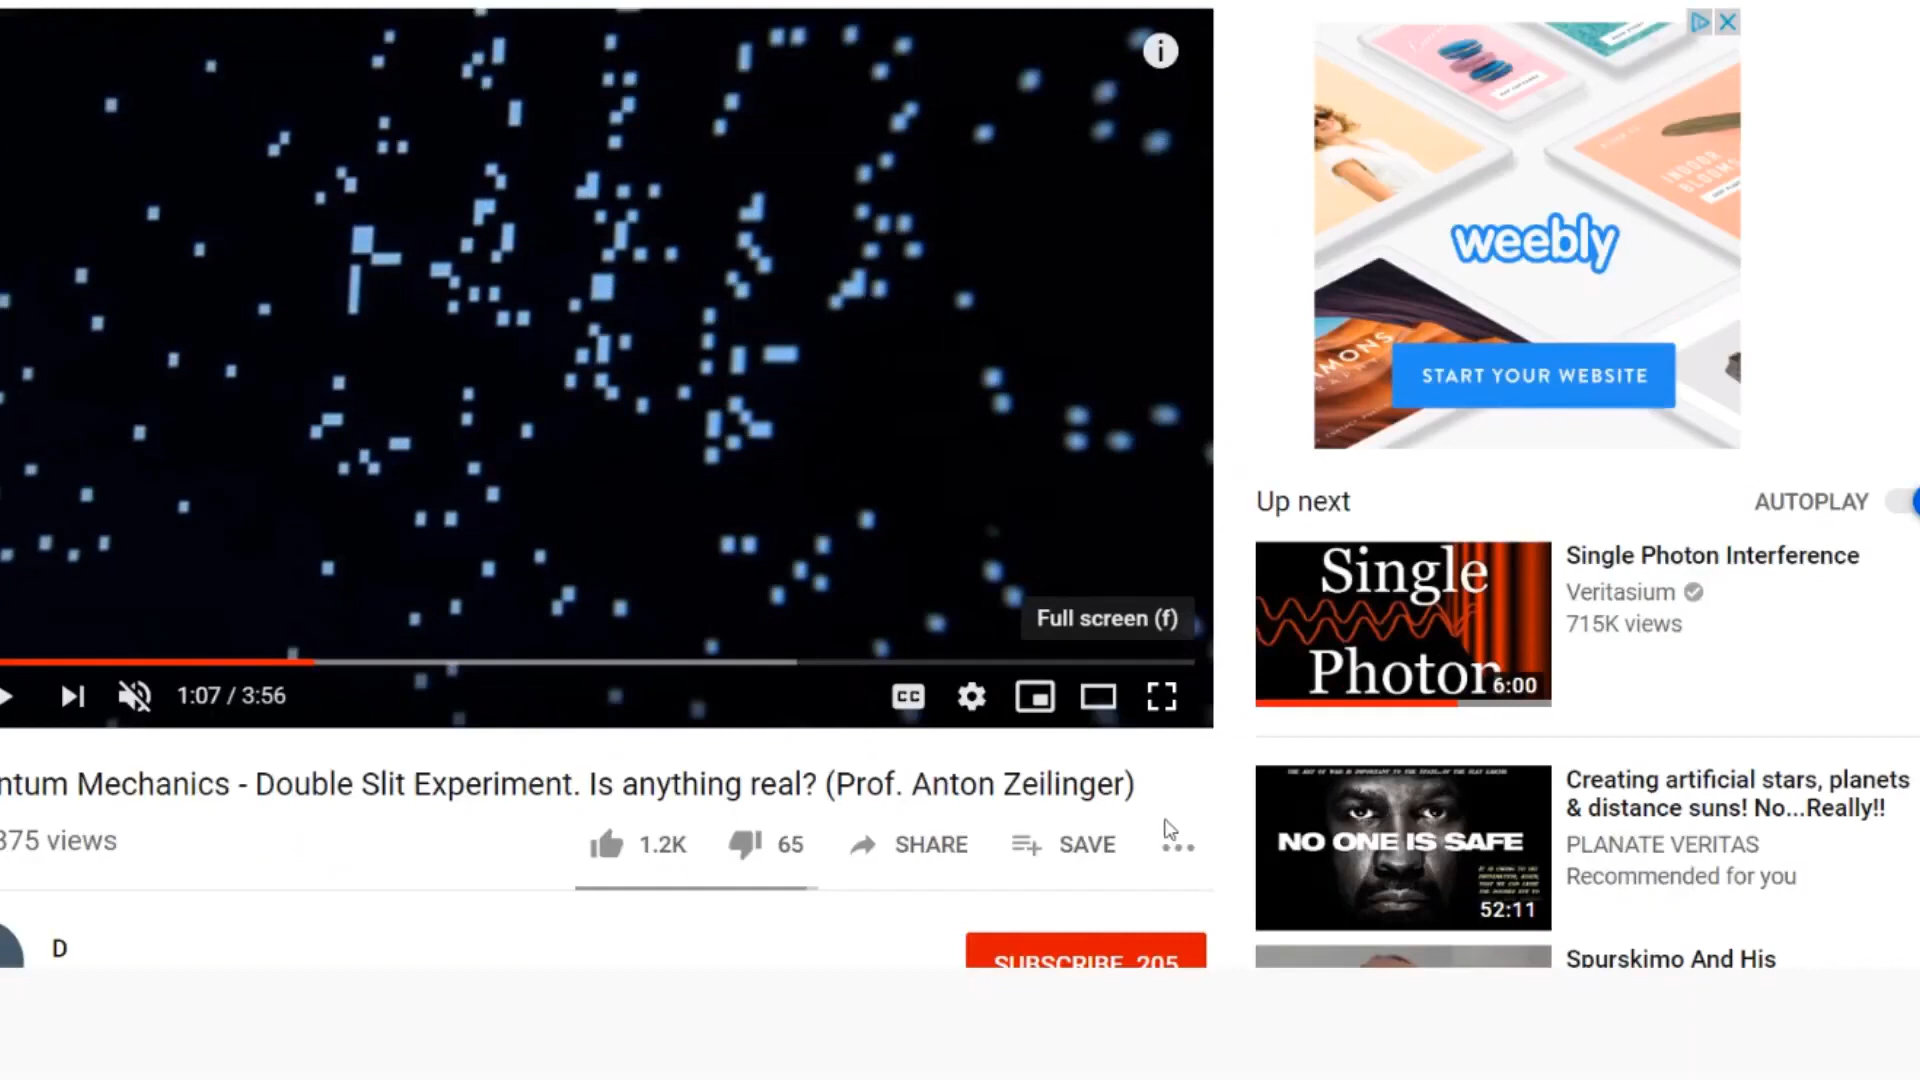 weebly
START YOUR WEBSITE
INDOOR
BLOOMS
Full screen (f)
1:07 / 3:56
CC
ntum Mechanics - Double Slit Experiment. Is anything real? (Prof. Anton Zeilinger)
375 views
1.2K
65
SHARE
SAVE
D
SUBSCRIBE 205
Up next
AUTOPLAY
Single
Photon
6:00
Single Photon Interference
Veritasium
715K views
NO ONE IS SAFE
52:11
Creating artificial stars, planets
& distance suns! No...Really!!
PLANATE VERITAS
Recommended for you
Spurskimo And His